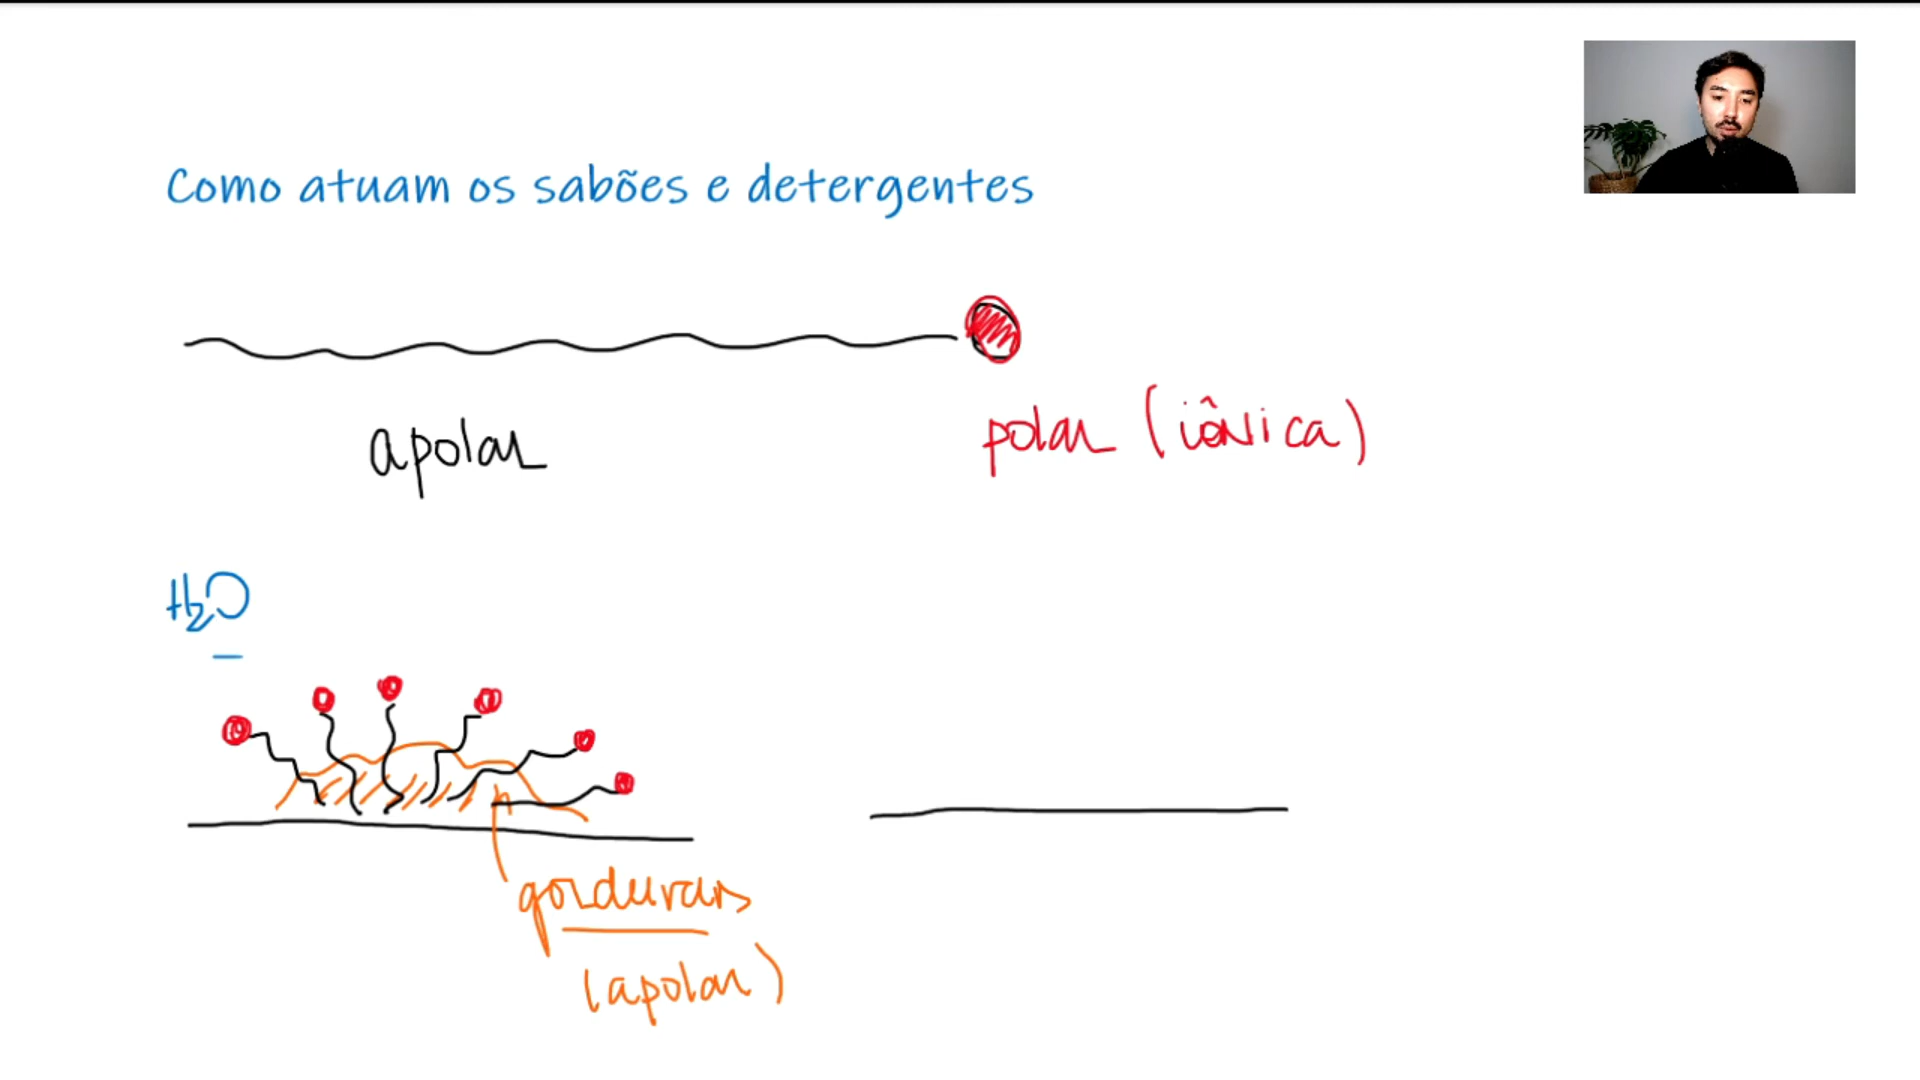 Como atuam os sabões e detergentes
apolar
polar (iônica)
H₂O
gorduras
(apolar)